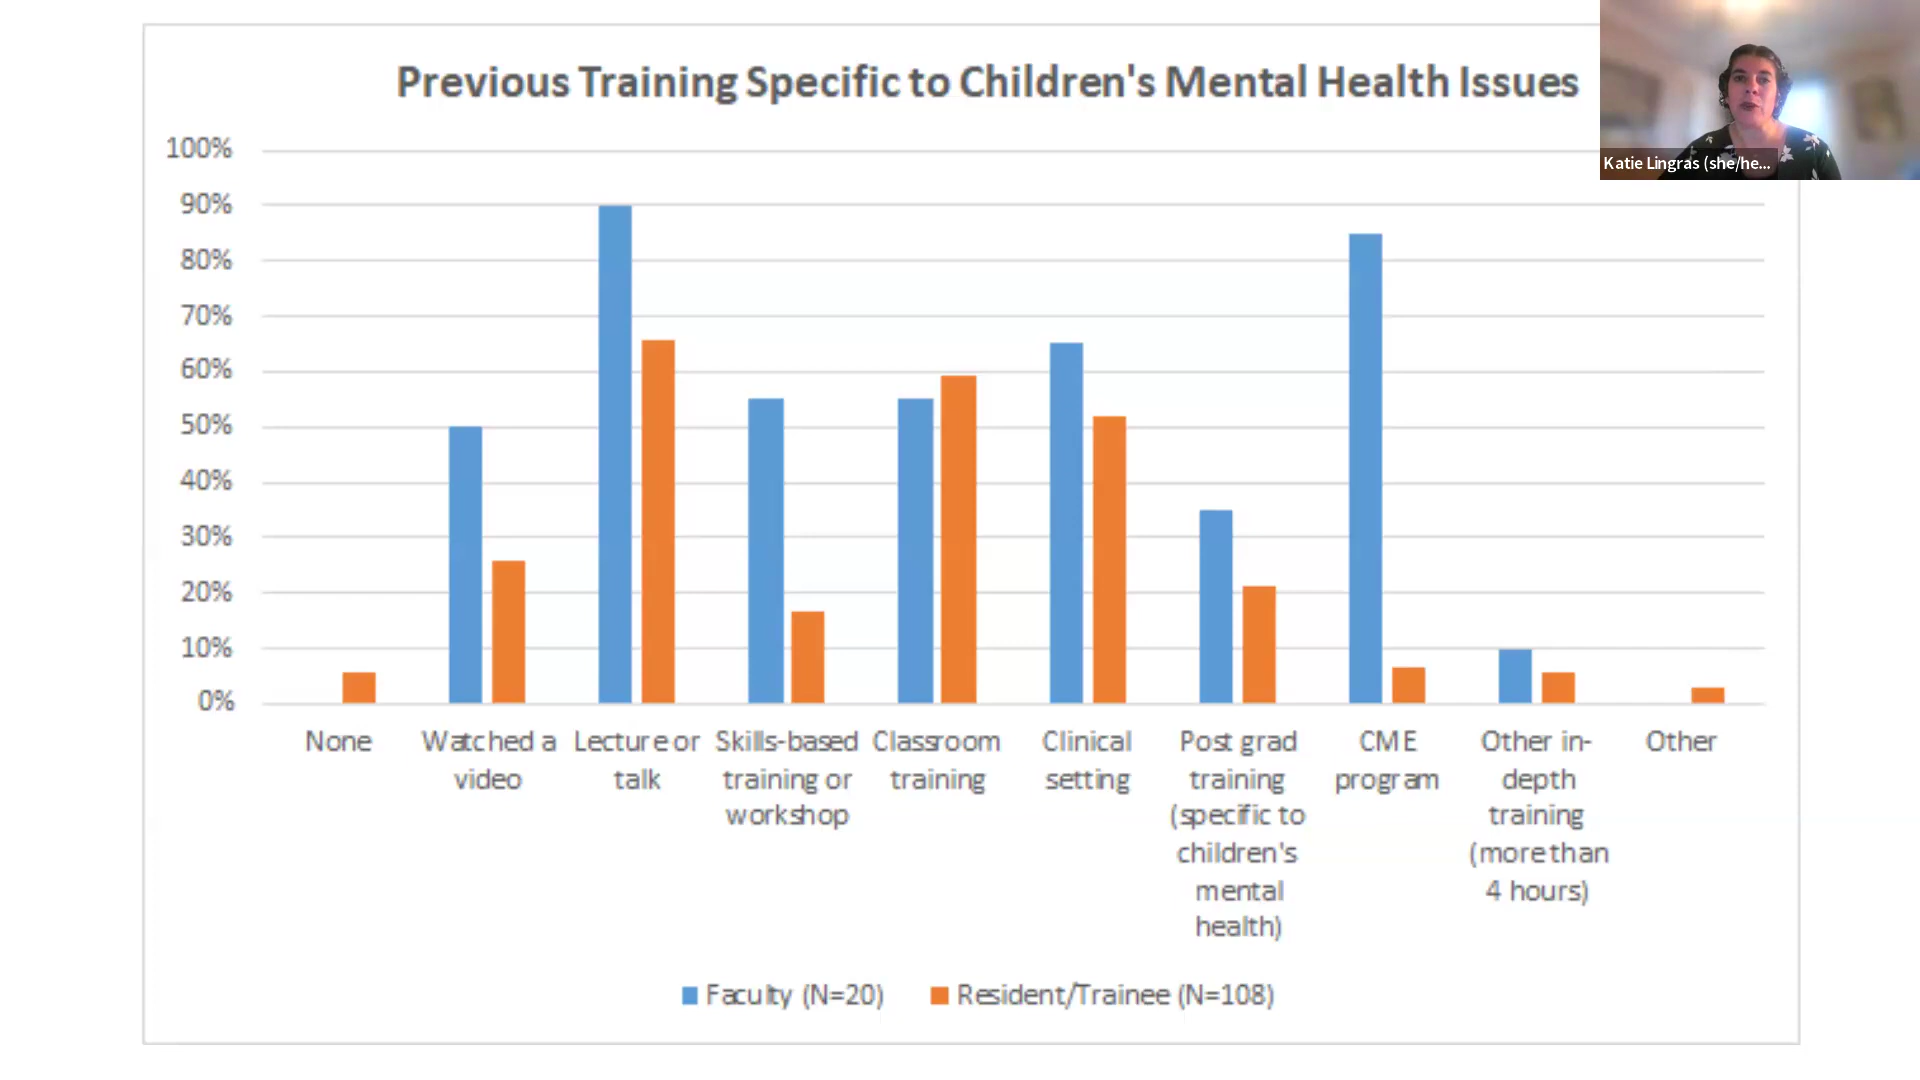 Previous Training Specific to Children's Mental Health Issues
Katie Lingras (she/he...
100%
90%
80%
70%
60%
50%
40%
30%
20%
10%
0%
None
Watched a
video
Lecture or
talk
Skills-based
training or
workshop
Classroom
training
Clinical
setting
Post grad
training
(specific to
children's
mental
health)
CME
program
Other in-
depth
training
(more than
4 hours)
Other
Faculty (N=20)
Resident/Trainee (N=108)